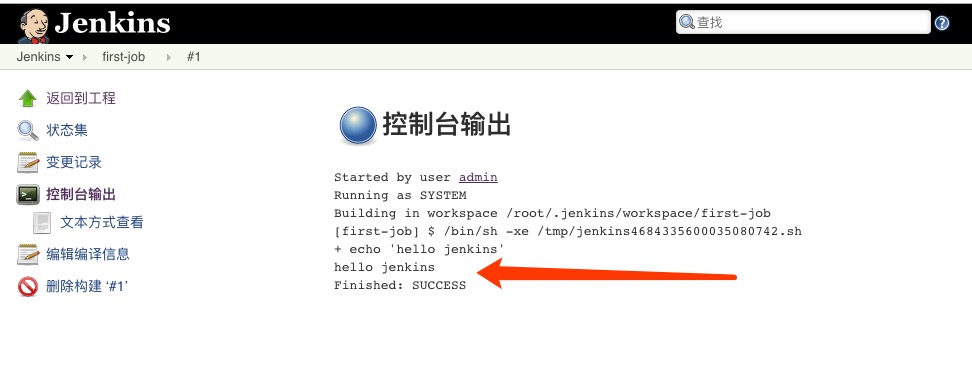 Jenkins
查找
Jenkins first-job #1
返回到工程
状态集
变更记录
控制台输出
文本方式查看
编辑编译信息
删除构建 ‘#1’
控制台输出
Started by user admin
Running as SYSTEM
Building in workspace /root/.jenkins/workspace/first-job
[first-job] $ /bin/sh -xe /tmp/jenkins4684335600035080742.sh
+ echo 'hello jenkins'
hello jenkins
Finished: SUCCESS